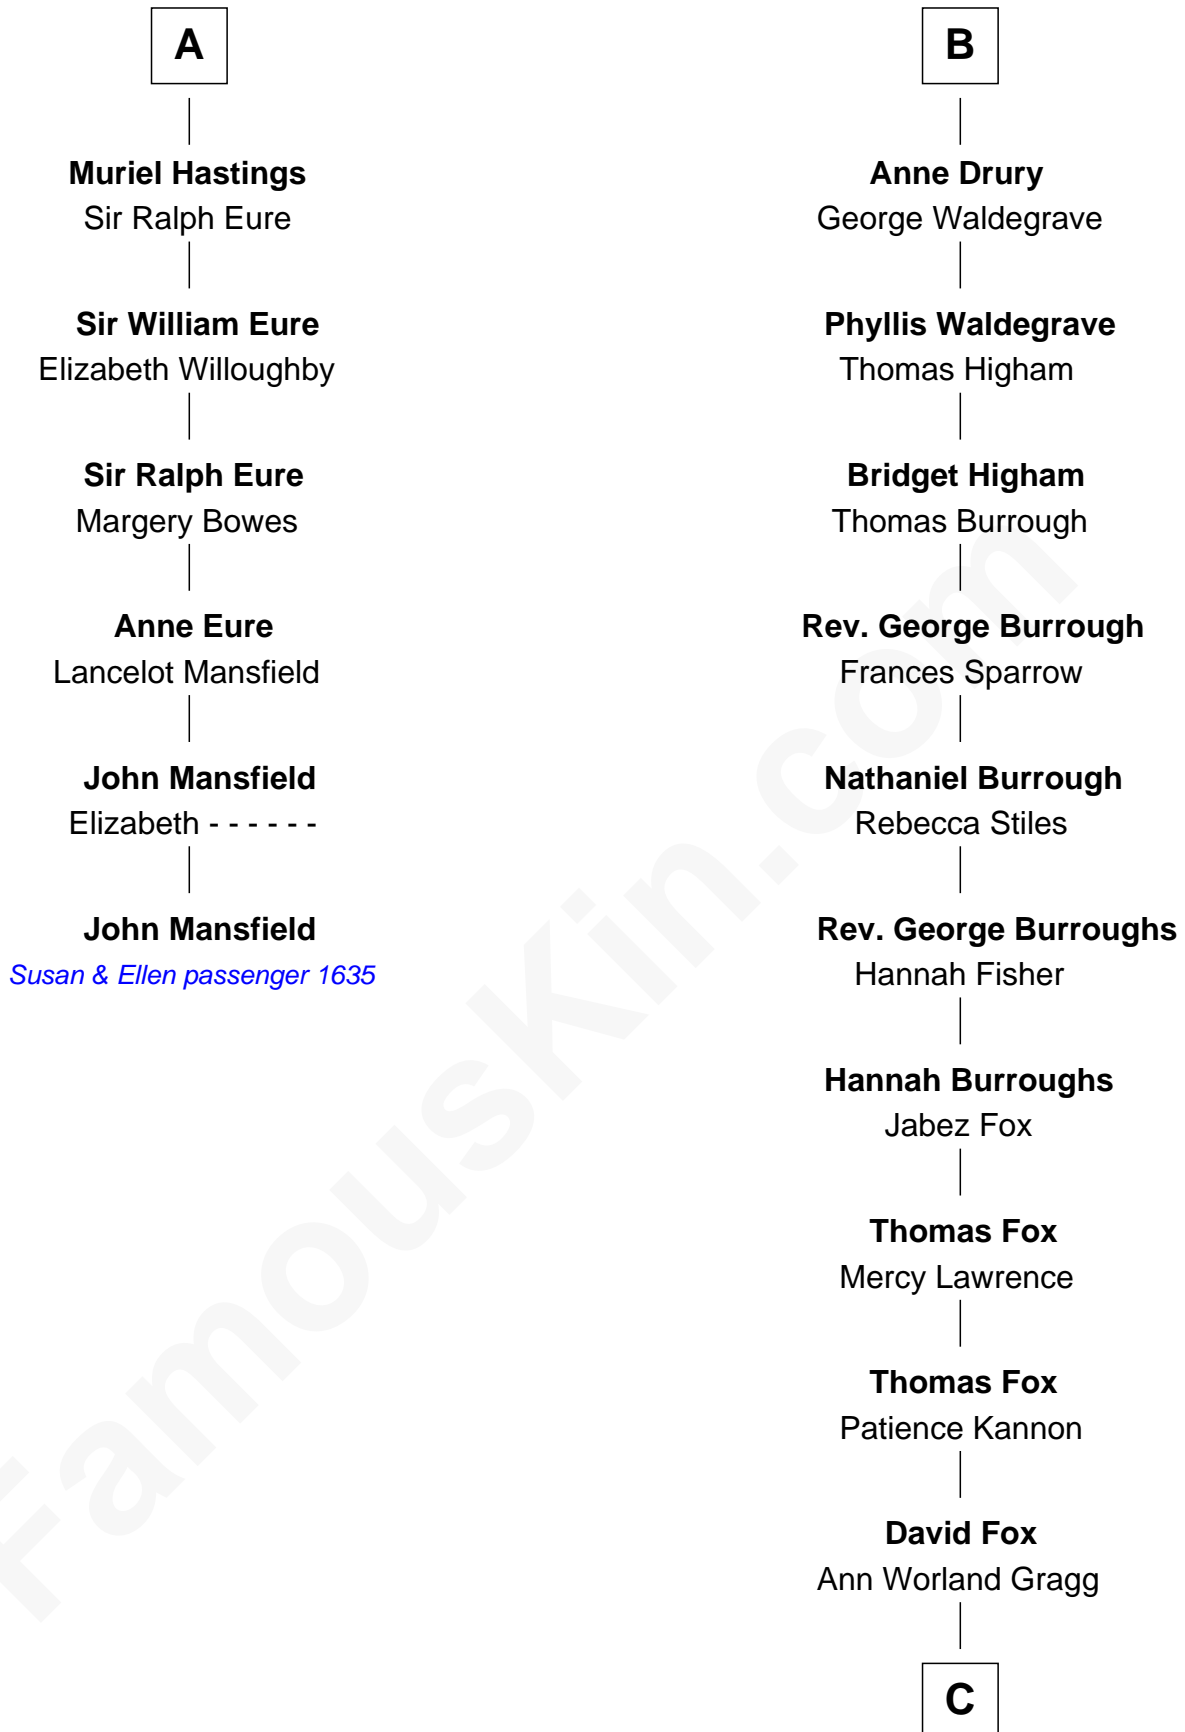 A
Muriel Hastings
Sir Ralph Eure
Sir William Eure
Elizabeth Willoughby
Sir Ralph Eure
Margery Bowes
Anne Eure
Lancelot Mansfield
John Mansfield
Elizabeth - - - - - -
John Mansfield
Susan & Ellen passenger 1635
B
Anne Drury
George Waldegrave
Phyllis Waldegrave
Thomas Higham
Bridget Higham
Thomas Burrough
Rev. George Burrough
Frances Sparrow
Nathaniel Burrough
Rebecca Stiles
Rev. George Burroughs
Hannah Fisher
Hannah Burroughs
Jabez Fox
Thomas Fox
Mercy Lawrence
Thomas Fox
Patience Kannon
David Fox
Ann Worland Gragg
C
FamousKin.com